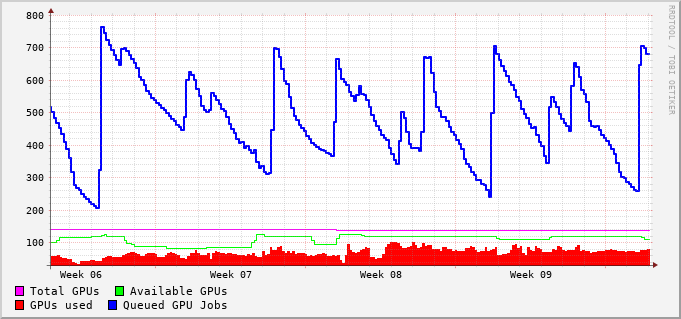 800
700
600
500
400
300
200
100
Week 06 Week 07 Week 08 Week 09
Total GPUs Available GPUs
GPUs used Queued GPU Jobs
RRDTOOL / TOBI OETIKER